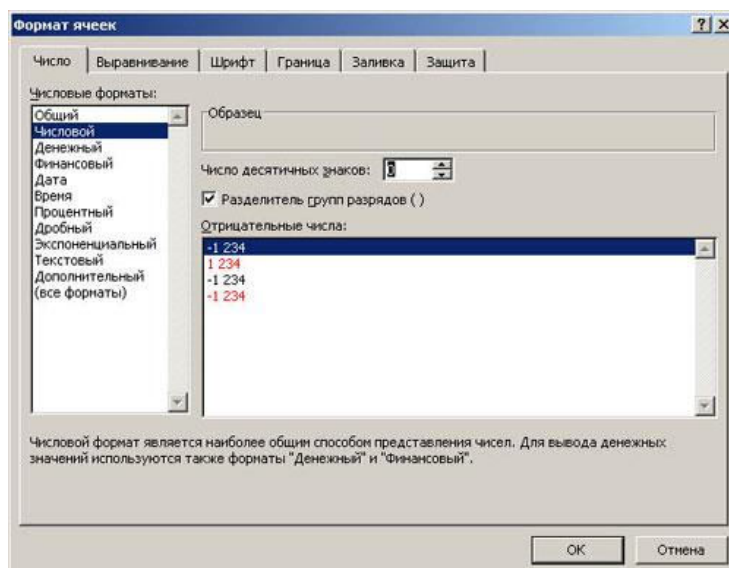 Формат ячеек
Число Выравнивание Шрифт Граница Заливка Защита
Числовые форматы:
Общий
Числовой
Денежный
Финансовый
Дата
Время
Процентный
Дробный
Экспоненциальный
Текстовый
Дополнительный
(все форматы)
Образец
Число десятичных знаков: 0
Разделитель групп разрядов ( )
Отрицательные числа:
-1 234
1 234
-1 234
-1 234
Числовой формат является наиболее общим способом представления чисел. Для вывода денежных
значений используются также форматы "Денежный" и "Финансовый".
OK Отмена